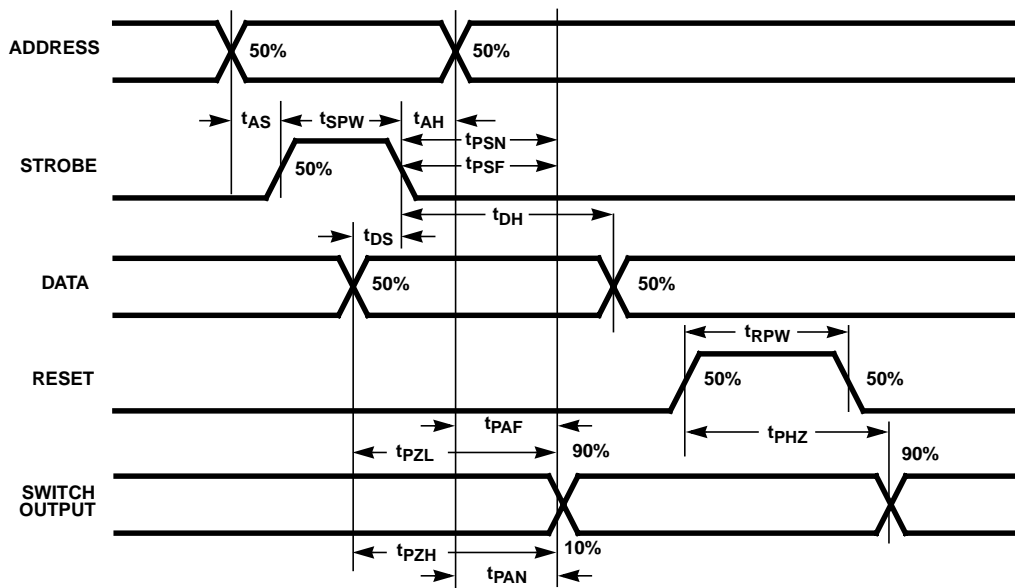 ADDRESS
50%
50%
tAS
tSPW
tAH
tPSN
STROBE
50%
tPSF
tDH
tDS
DATA
50%
50%
tRPW
RESET
50%
50%
tPAF
tPHZ
tPZL
90%
90%
SWITCH
OUTPUT
tPZH
10%
tPAN